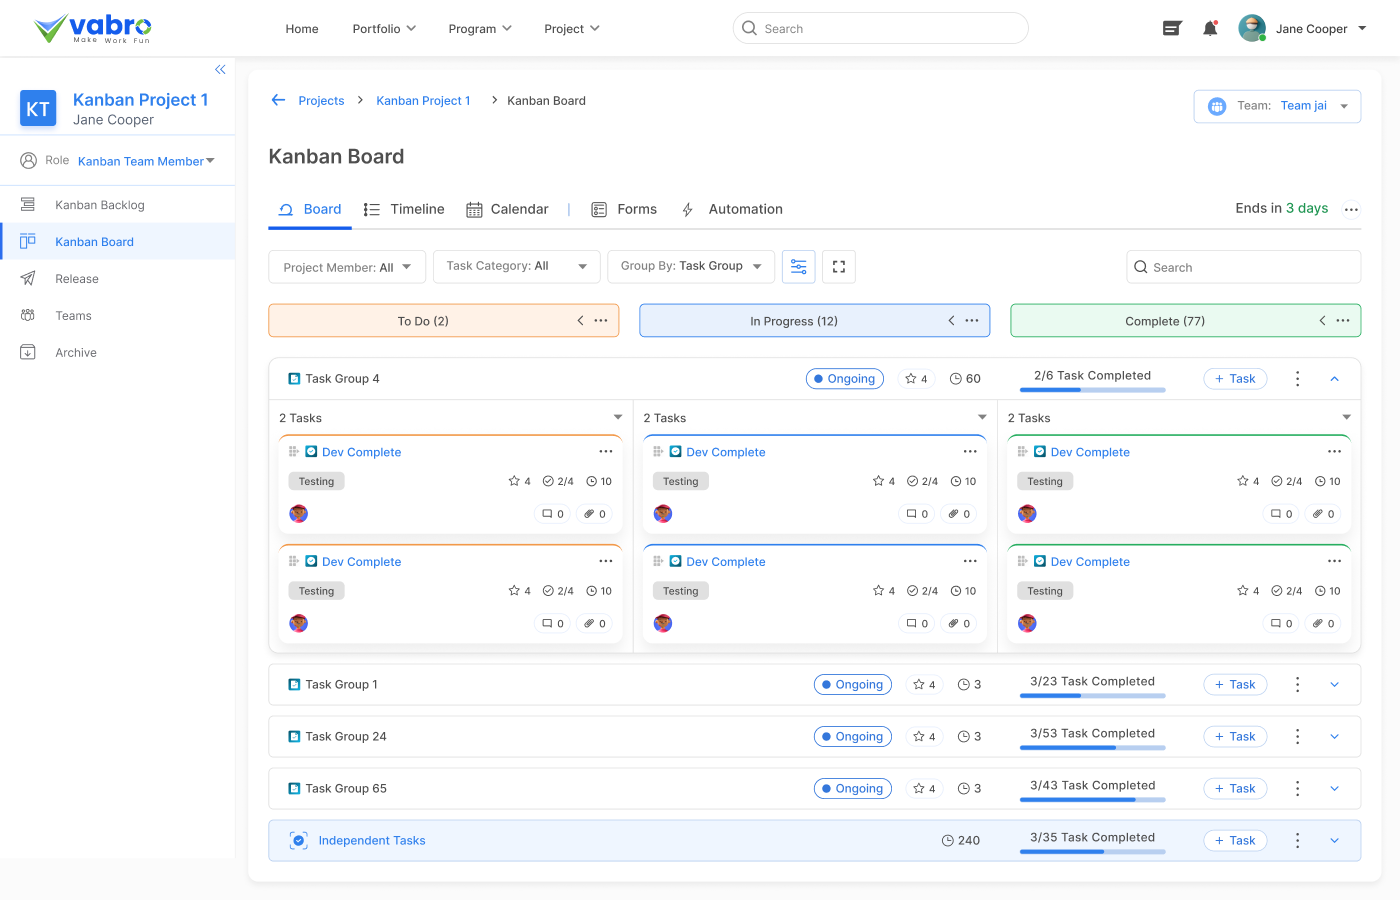 vabro
Make Work Fun
Home Portfolio Program Project
Search
Jane Cooper
KT
Kanban Project 1
Jane Cooper
Role Kanban Team Member
Kanban Backlog
Kanban Board
Release
Teams
Archive
Projects Kanban Project 1 Kanban Board
Team: Team jai
Kanban Board
Board Timeline Calendar | Forms Automation
Ends in 3 days
Project Member: All Task Category: All Group By: Task Group
Search
To Do (2) In Progress (12) Complete (77)
Task Group 4 Ongoing 4 60 2/6 Task Completed + Task
2 Tasks 2 Tasks 2 Tasks
Dev Complete Dev Complete Dev Complete
Testing 4 2/4 10 Testing 4 2/4 10 Testing 4 2/4 10
0 0 0 0 0 0
Dev Complete Dev Complete Dev Complete
Testing 4 2/4 10 Testing 4 2/4 10 Testing 4 2/4 10
0 0 0 0 0 0
Task Group 1 Ongoing 4 3 3/23 Task Completed + Task
Task Group 24 Ongoing 4 3 3/53 Task Completed + Task
Task Group 65 Ongoing 4 3 3/43 Task Completed + Task
Independent Tasks 240 3/35 Task Completed + Task